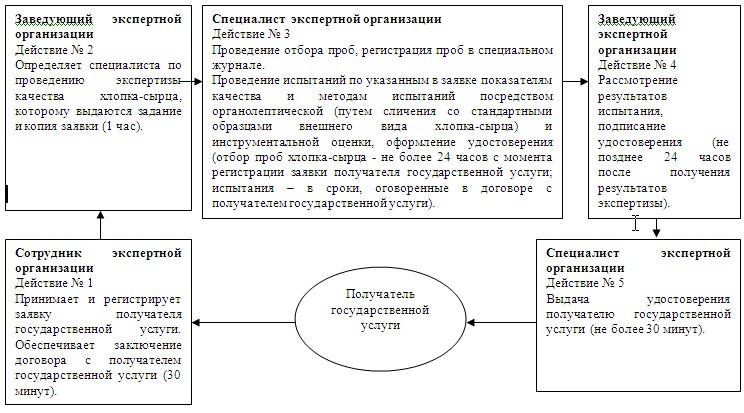 Заведующий экспертной
организации
Действие № 2
Определяет специалиста по
проведению экспертизы
качества хлопка-сырца,
которому выдаются задание
и копия заявки (1 час).
Специалист экспертной организации
Действие № 3
Проведение отбора проб, регистрация проб в специальном
журнале.
Проведение испытаний по указанным в заявке показателям
качества и методам испытаний посредством
органолептической (путем сличения со стандартными
образцами внешнего вида хлопка-сырца) и
инструментальной оценки, оформление удостоверения
(отбор проб хлопка-сырца - не более 24 часов с момента
регистрации заявки получателя государственной услуги;
испытания – в сроки, оговоренные в договоре с
получателем государственной услуги).
Заведующий
экспертной
организации
Действие № 4
Рассмотрение
результатов
испытания,
подписание
удостоверения (не
позднее 24 часов
после получения
результатов
экспертизы).
Сотрудник экспертной
организации
Действие № 1
Принимает и регистрирует
заявку получателя
государственной услуги.
Обеспечивает заключение
договора с получателем
государственной услуги (30
минут).
Получатель
государственной
услуги
Специалист экспертной
организации
Действие № 5
Выдача удостоверения
получателю государственной
услуги (не более 30 минут).